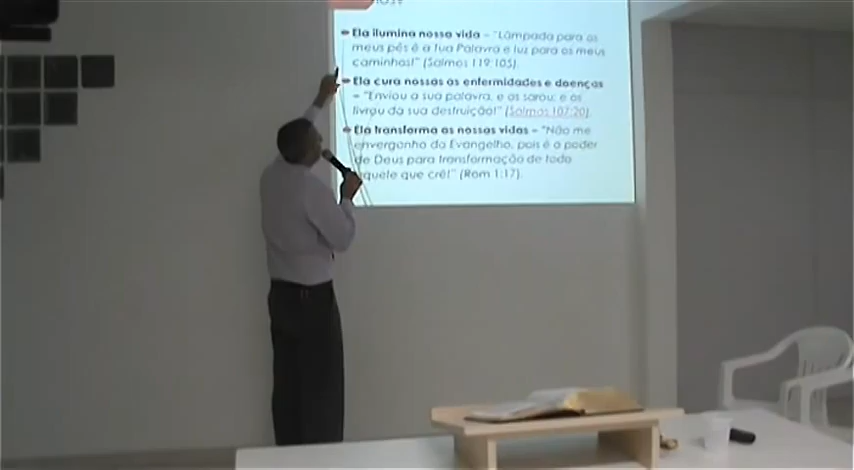 Ela ilumina nossa vida – "Lâmpada para os
meus pés é a tua Palavra e luz para os meus
caminhos!" (Salmos 119:105).
Ela cura nossas as enfermidades e doenças
– "Enviou a sua palavra, e os sarou; e os
livrou da sua destruição!" (Salmos 107:20).
Ela transforma as nossas vidas – "Não me
envergonho do Evangelho, pois é o poder
de Deus para transformação de todo
aquele que crê!" (Rom 1:17).